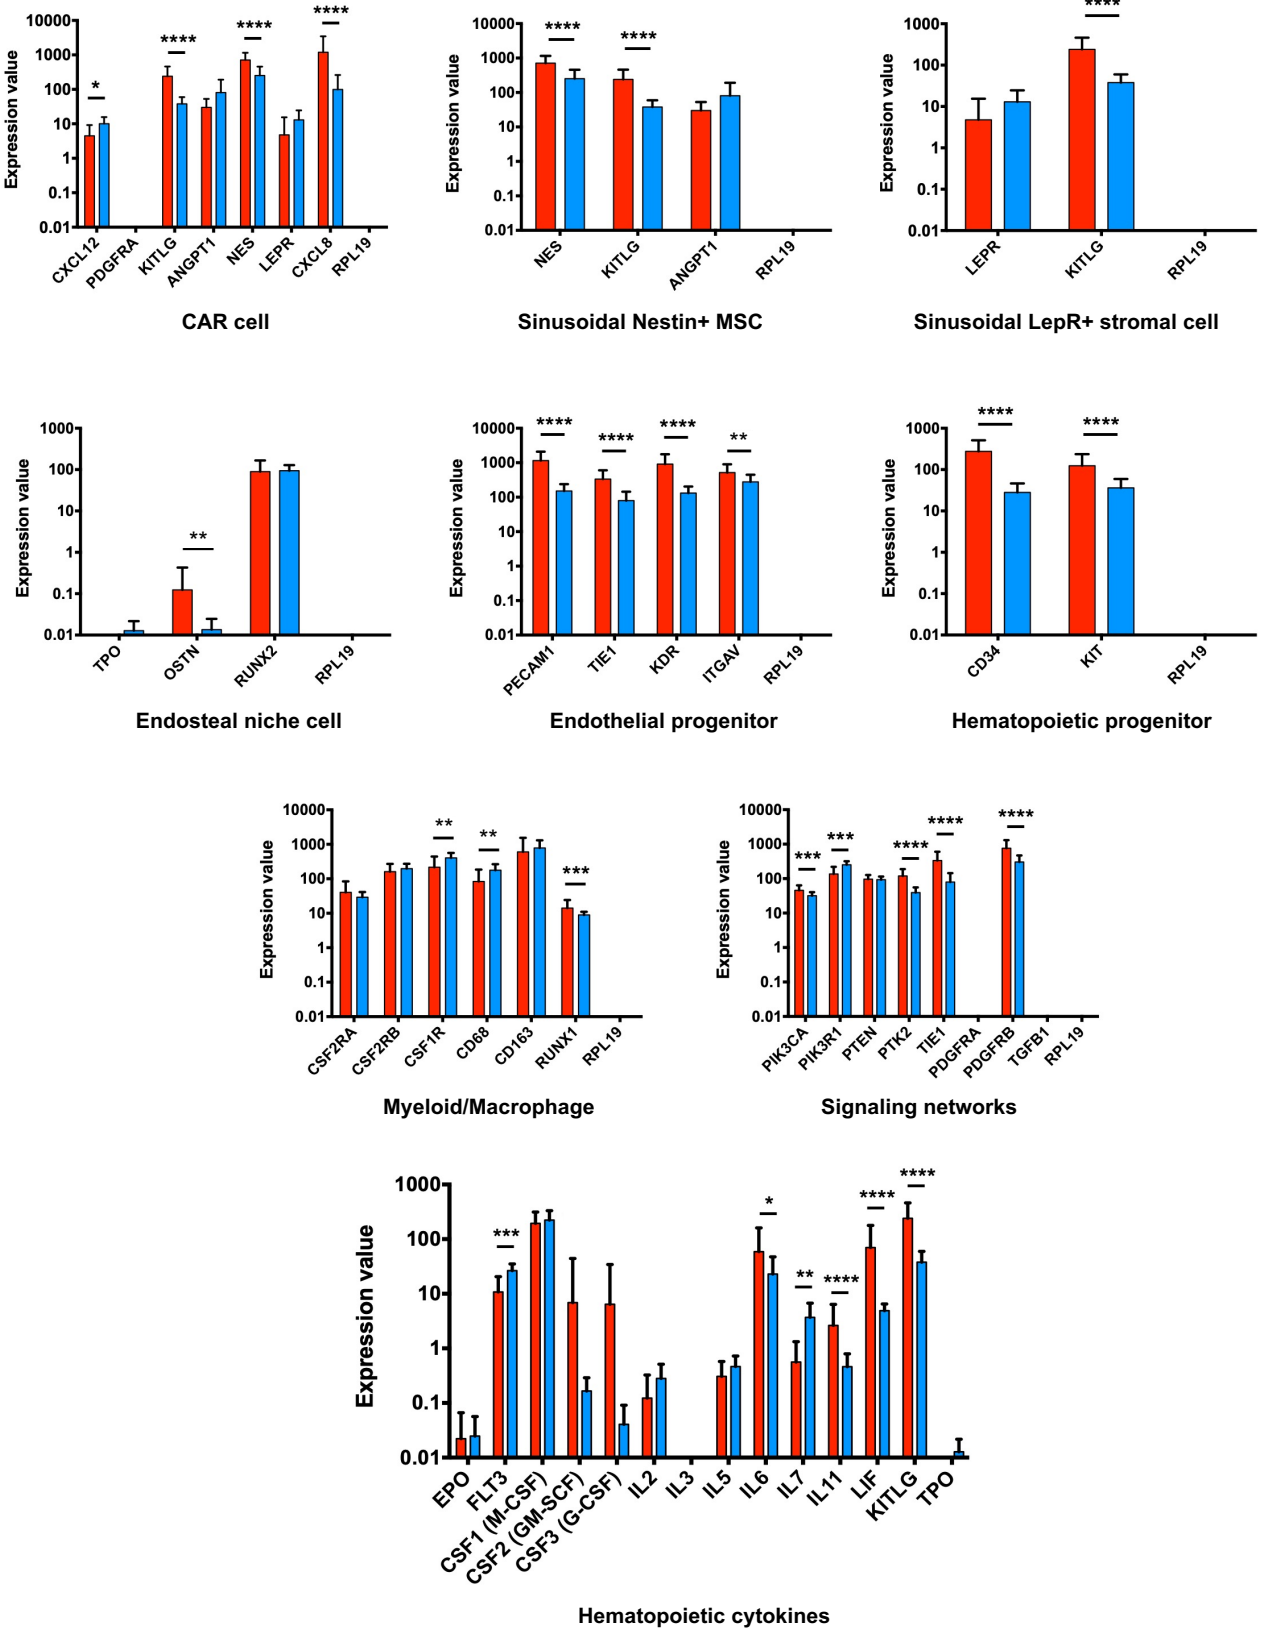 ****
****
****
*
10000
1000
100
10
1
0.1
0.01
Expression value
CXCL12
PDGFRA
KITLG
ANGPT1
NES
LEPR
CXCL8
RPL19
CAR cell
****
****
10000
1000
100
10
1
0.1
0.01
Expression value
NES
KITLG
ANGPT1
RPL19
Sinusoidal Nestin+ MSC
****
1000
100
10
1
0.1
0.01
Expression value
LEPR
KITLG
RPL19
Sinusoidal LepR+ stromal cell
**
1000
100
10
1
0.1
0.01
Expression value
TPO
OSTN
RUNX2
RPL19
Endosteal niche cell
****
****
****
**
10000
1000
100
10
1
0.1
0.01
Expression value
PECAM1
TIE1
KDR
ITGAV
RPL19
Endothelial progenitor
****
****
1000
100
10
1
0.1
0.01
Expression value
CD34
KIT
RPL19
Hematopoietic progenitor
**
**
***
10000
1000
100
10
1
0.1
0.01
Expression value
CSF2RA
CSF2RB
CSF1R
CD68
CD163
RUNX1
RPL19
Myeloid/Macrophage
***
***
****
****
****
10000
1000
100
10
1
0.1
0.01
Expression value
PIK3CA
PIK3R1
PTEN
PTK2
TIE1
PDGFRA
PDGFRB
TGFB1
RPL19
Signaling networks
***
*
**
****
****
****
1000
100
10
1
0.1
0.01
Expression value
EPO
FLT3
CSF1 (M-CSF)
CSF2 (GM-SCF)
CSF3 (G-CSF)
IL2
IL3
IL5
IL6
IL7
IL11
LIF
KITLG
TPO
Hematopoietic cytokines